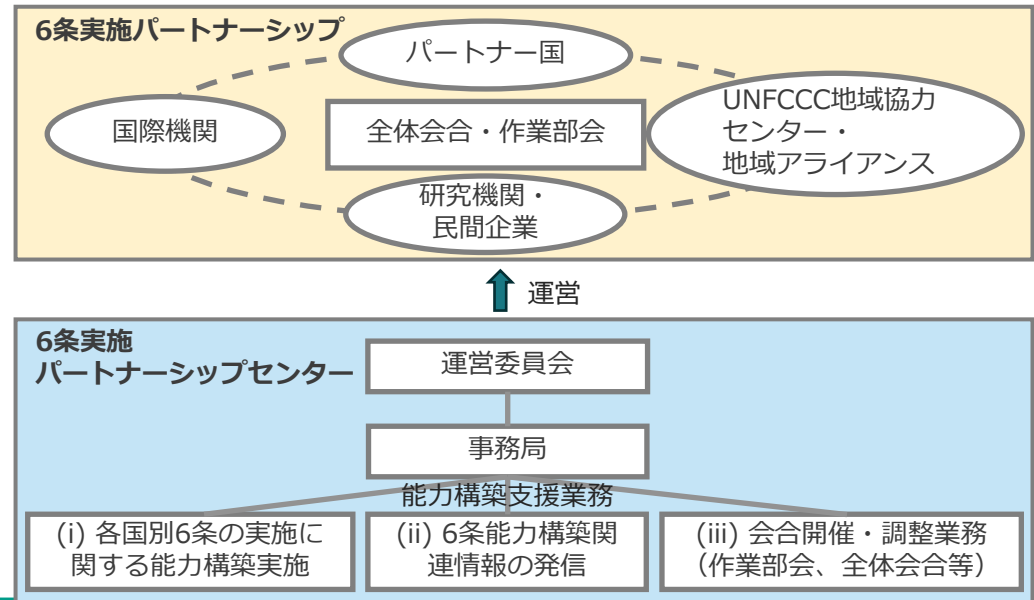 6条実施パートナーシップ
パートナー国
国際機関
全体会合・作業部会
UNFCCC地域協力
センター・
地域アライアンス
研究機関・
民間企業
運営
6条実施
パートナーシップセンター
運営委員会
事務局
能力構築支援業務
(i) 各国別6条の実施に
関する能力構築実施
(ii) 6条能力構築関
連情報の発信
(iii) 会合開催・調整業務
（作業部会、全体会合等）